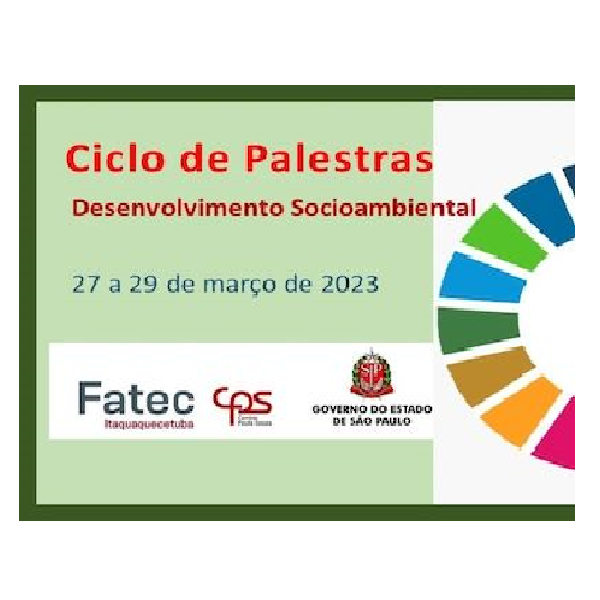 Ciclo de Palestras
Desenvolvimento Socioambiental
27 a 29 de março de 2023
Fatec
Itaquaquecetuba
cps
Centro
Paula Souza
SP
GOVERNO DO ESTADO
DE SÃO PAULO